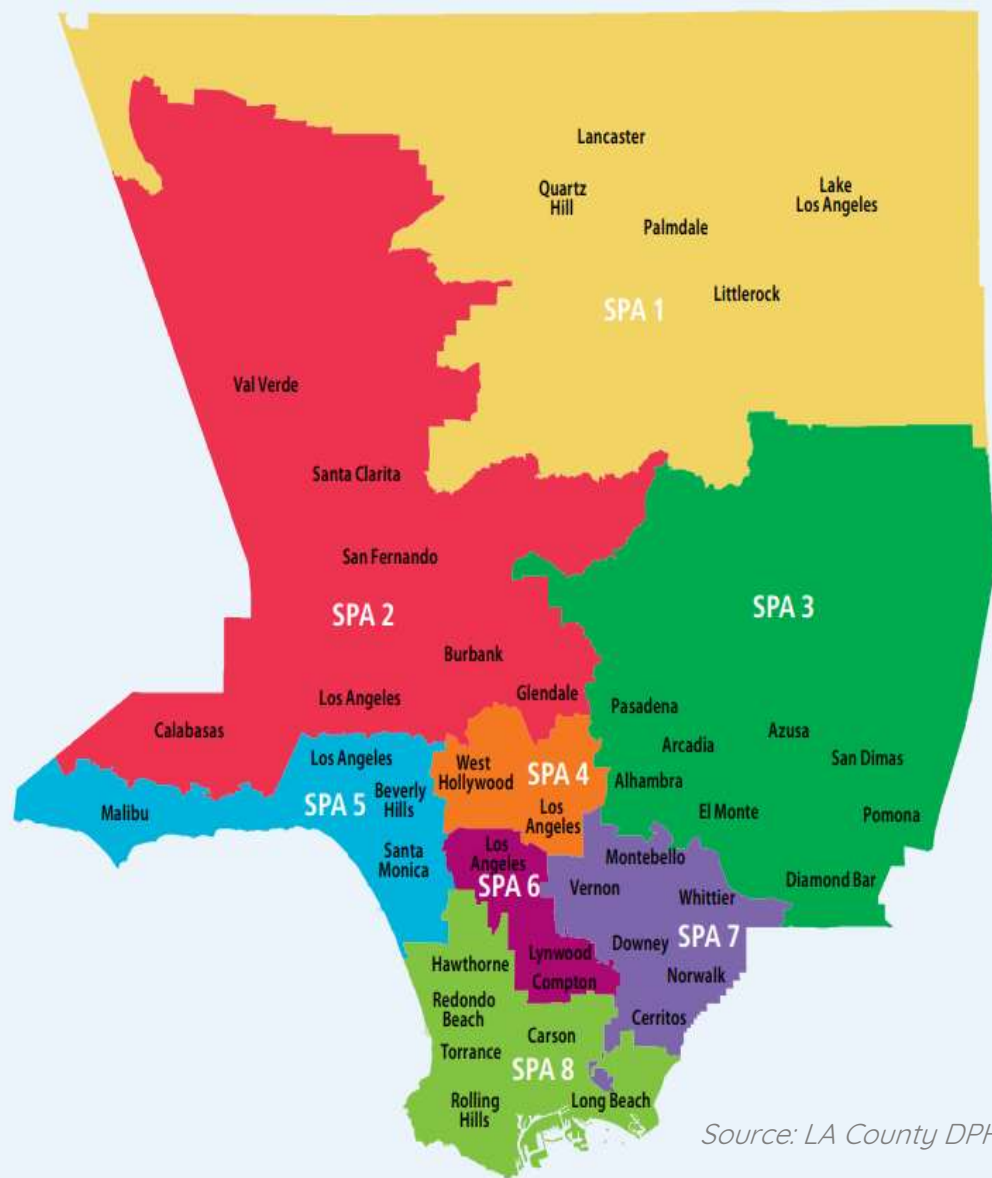 Lancaster
Quartz
Hill
Lake
Los Angeles
Palmdale
Littlerock
SPA 1
Val Verde
Santa Clarita
San Fernando
SPA 2
Burbank
Los Angeles
Glendale
Calabasas
SPA 3
Pasadena
Azusa
Arcadia
San Dimas
Alhambra
El Monte
Pomona
Diamond Bar
West
Hollywood
SPA 4
Los
Angeles
Los Angeles
SPA 5
Beverly
Hills
Malibu
Santa
Monica
Los
Angeles
SPA 6
Lynwood
Compton
Montebello
Vernon
Whittier
Downey
SPA 7
Norwalk
Cerritos
Hawthorne
Redondo
Beach
Carson
Torrance
SPA 8
Rolling
Hills
Long Beach
Source: LA County DPH